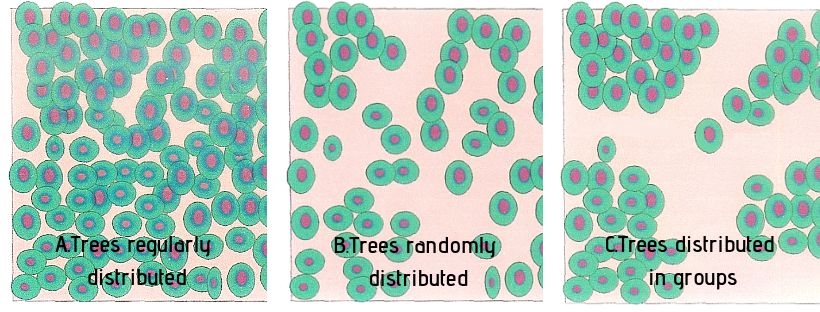 A.Trees regularly
distributed
B.Trees randomly
distributed
C.Trees distributed
in groups